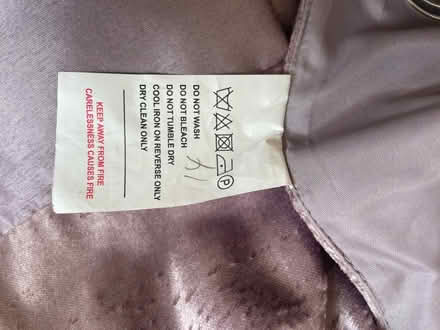 DO NOT WASH
DO NOT BLEACH
DO NOT TUMBLE DRY
COOL IRON ON REVERSE ONLY
DRY CLEAN ONLY
KEEP AWAY FROM FIRE
CARELESSNESS CAUSES FIRE
P